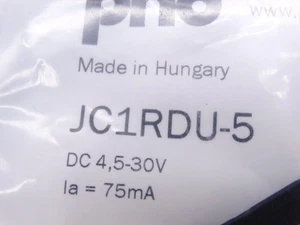 Made in Hungary
JC1RDU-5
DC 4,5-30V
Ia = 75mA